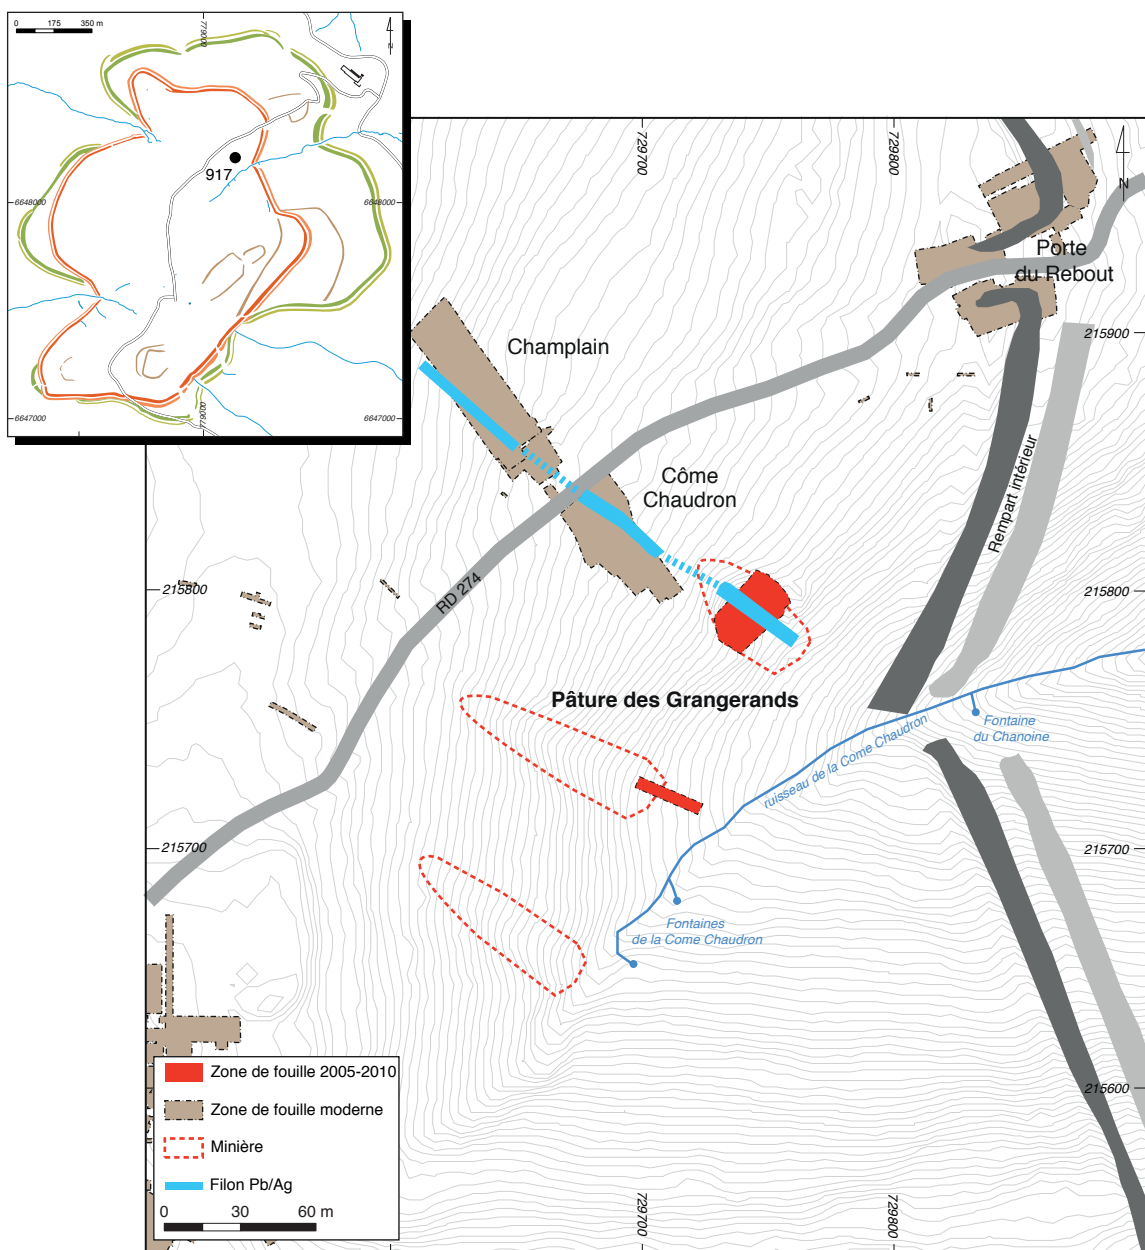 0 175 350 m
N
779000
917
6648000
6648000
6647000
6647000
779000
729700
729800
N
Porte
du Rebout
Champlain
215900
Côme
Chaudron
Rempart intérieur
215800
215800
RD 274
Pâture des Grangerands
Fontaine
du Chanoine
ruisseau de la Come Chaudron
215700
215700
Fontaines
de la Come Chaudron
Zone de fouille 2005-2010
Zone de fouille moderne
215600
Minière
Filon Pb/Ag
0 30 60 m
729700
729800